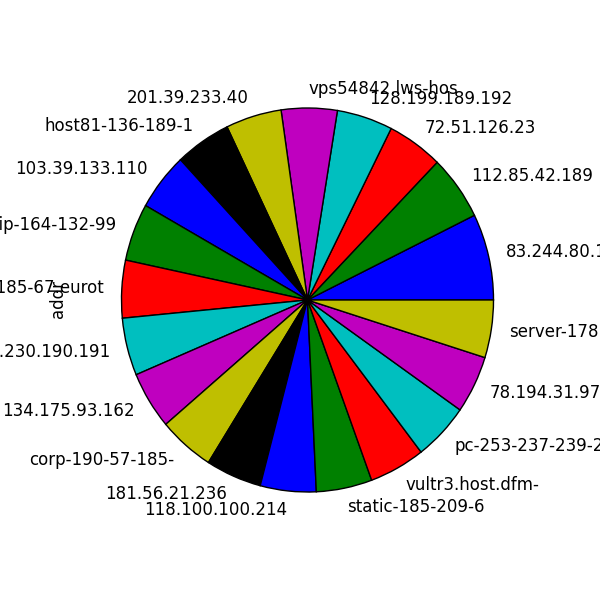 vps54842.lws-hos
201.39.233.40
128.199.189.192
host81-136-189-1
72.51.126.23
103.39.133.110
112.85.42.189
ip-164-132-99
83.244.80.1
185-67.eurot
addr
server-178
.230.190.191
78.194.31.97
134.175.93.162
pc-253-237-239-2
corp-190-57-185-
vultr3.host.dfm-
181.56.21.236
static-185-209-6
118.100.100.214